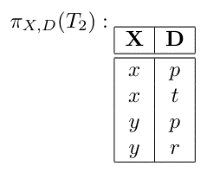 π_{X,D}(T_2) :
X D
x p
x t
y p
y r